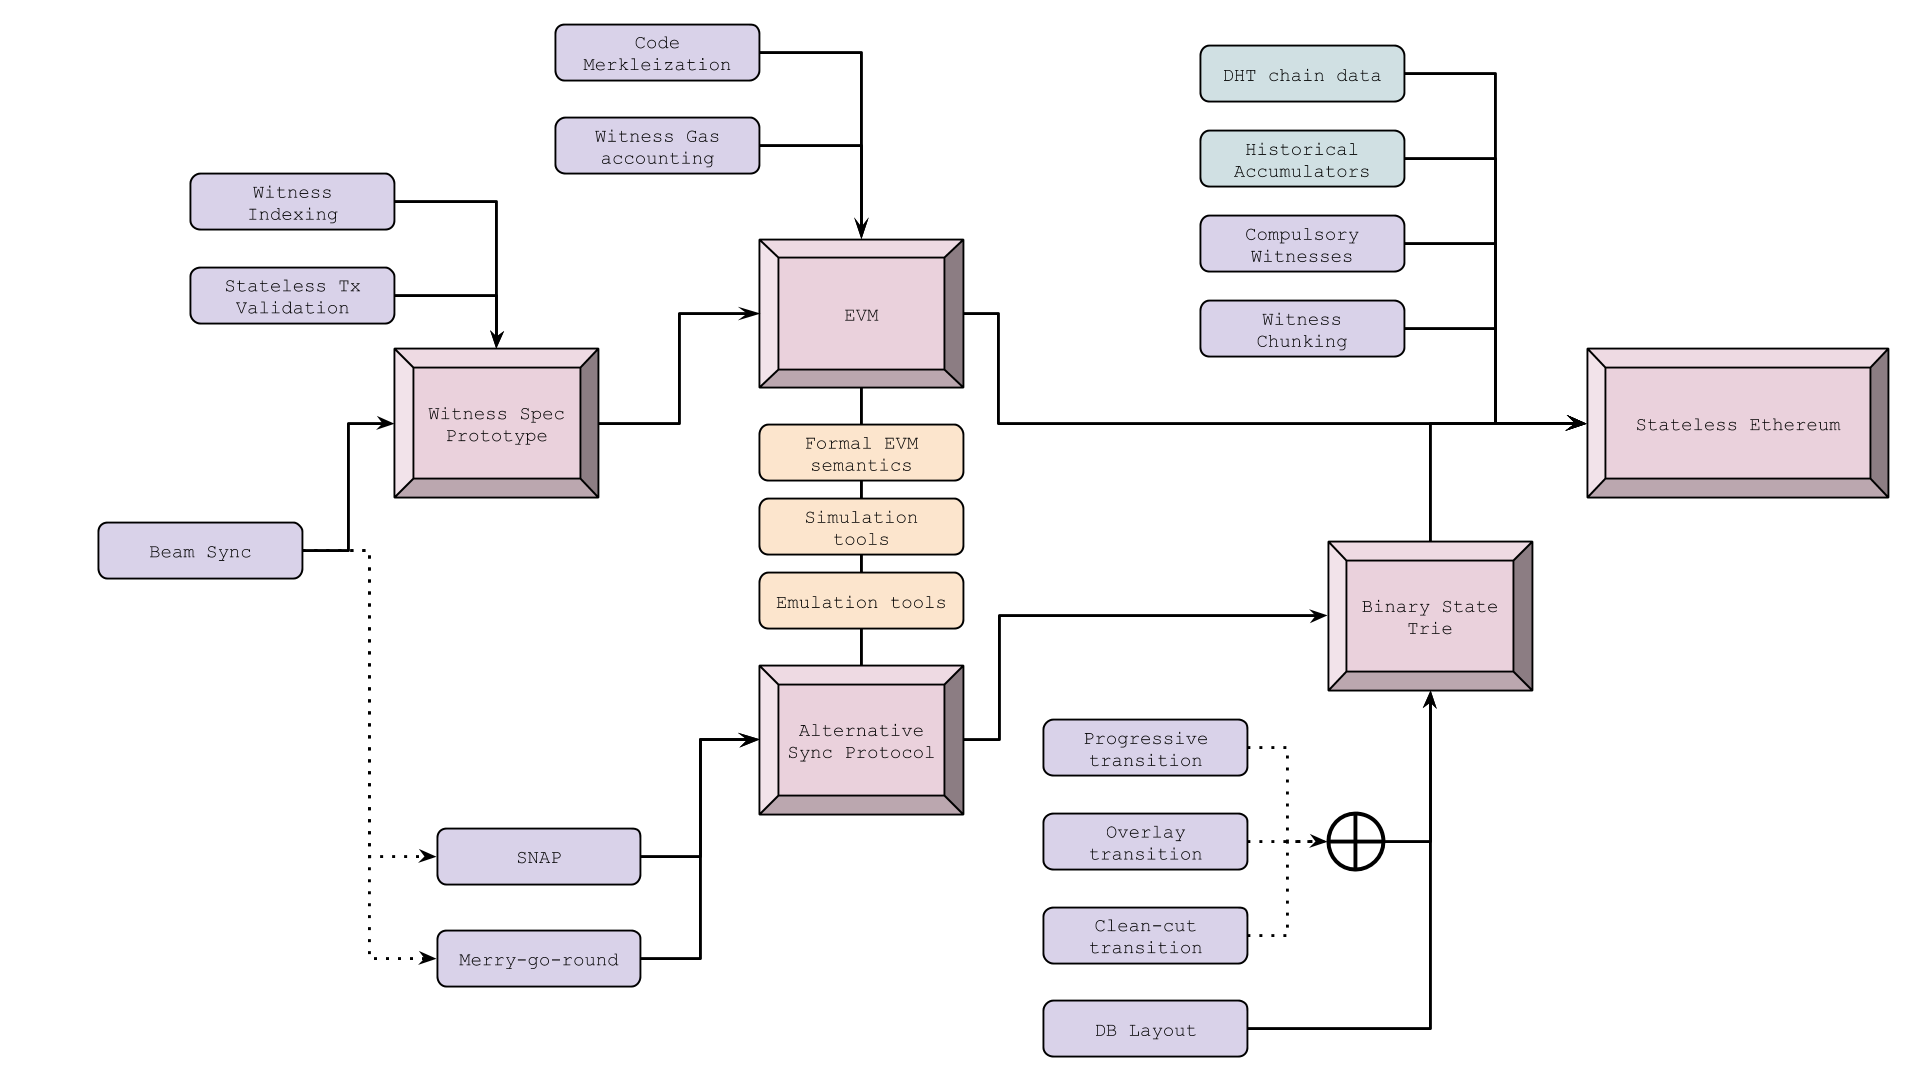 Code
Merkleization
DHT chain data
Witness Gas
accounting
Historical
Accumulators
Witness
Indexing
Compulsory
Witnesses
Stateless Tx
Validation
EVM
Witness
Chunking
Witness Spec
Prototype
Stateless Ethereum
Formal EVM
semantics
Simulation
tools
Beam Sync
Emulation tools
Binary State
Trie
Alternative
Sync Protocol
Progressive
transition
Overlay
transition
SNAP
Clean-cut
transition
Merry-go-round
DB Layout